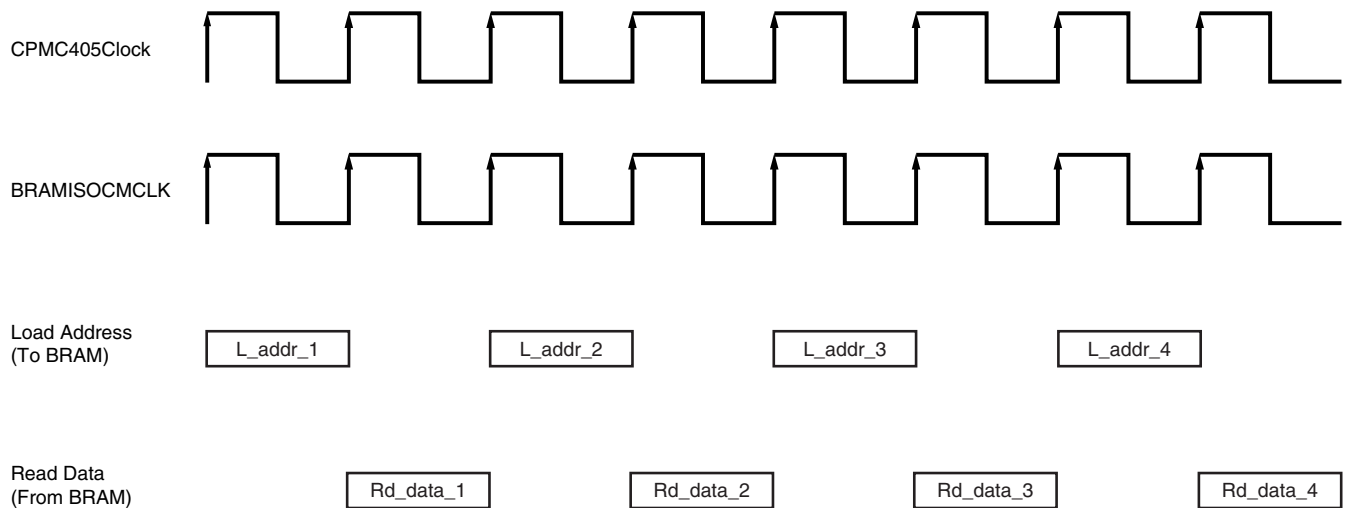 CPMC405Clock
BRAMISOCMCLK
Load Address
(To BRAM)
L_addr_1
L_addr_2
L_addr_3
L_addr_4
Read Data
(From BRAM)
Rd_data_1
Rd_data_2
Rd_data_3
Rd_data_4